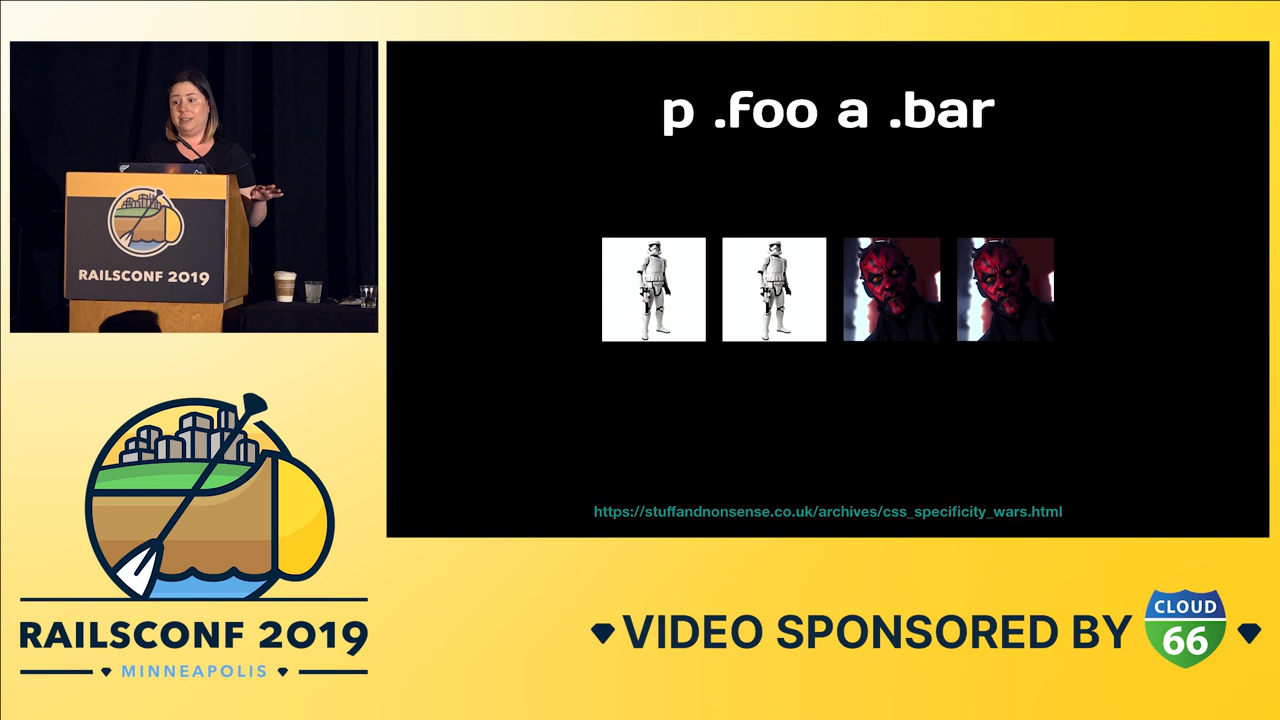 p .foo a .bar
RAILSCONF 2019
https://stuffandnonsense.co.uk/archives/css_specificity_wars.html
RAILSCONF 2019
MINNEAPOLIS
VIDEO SPONSORED BY CLOUD 66